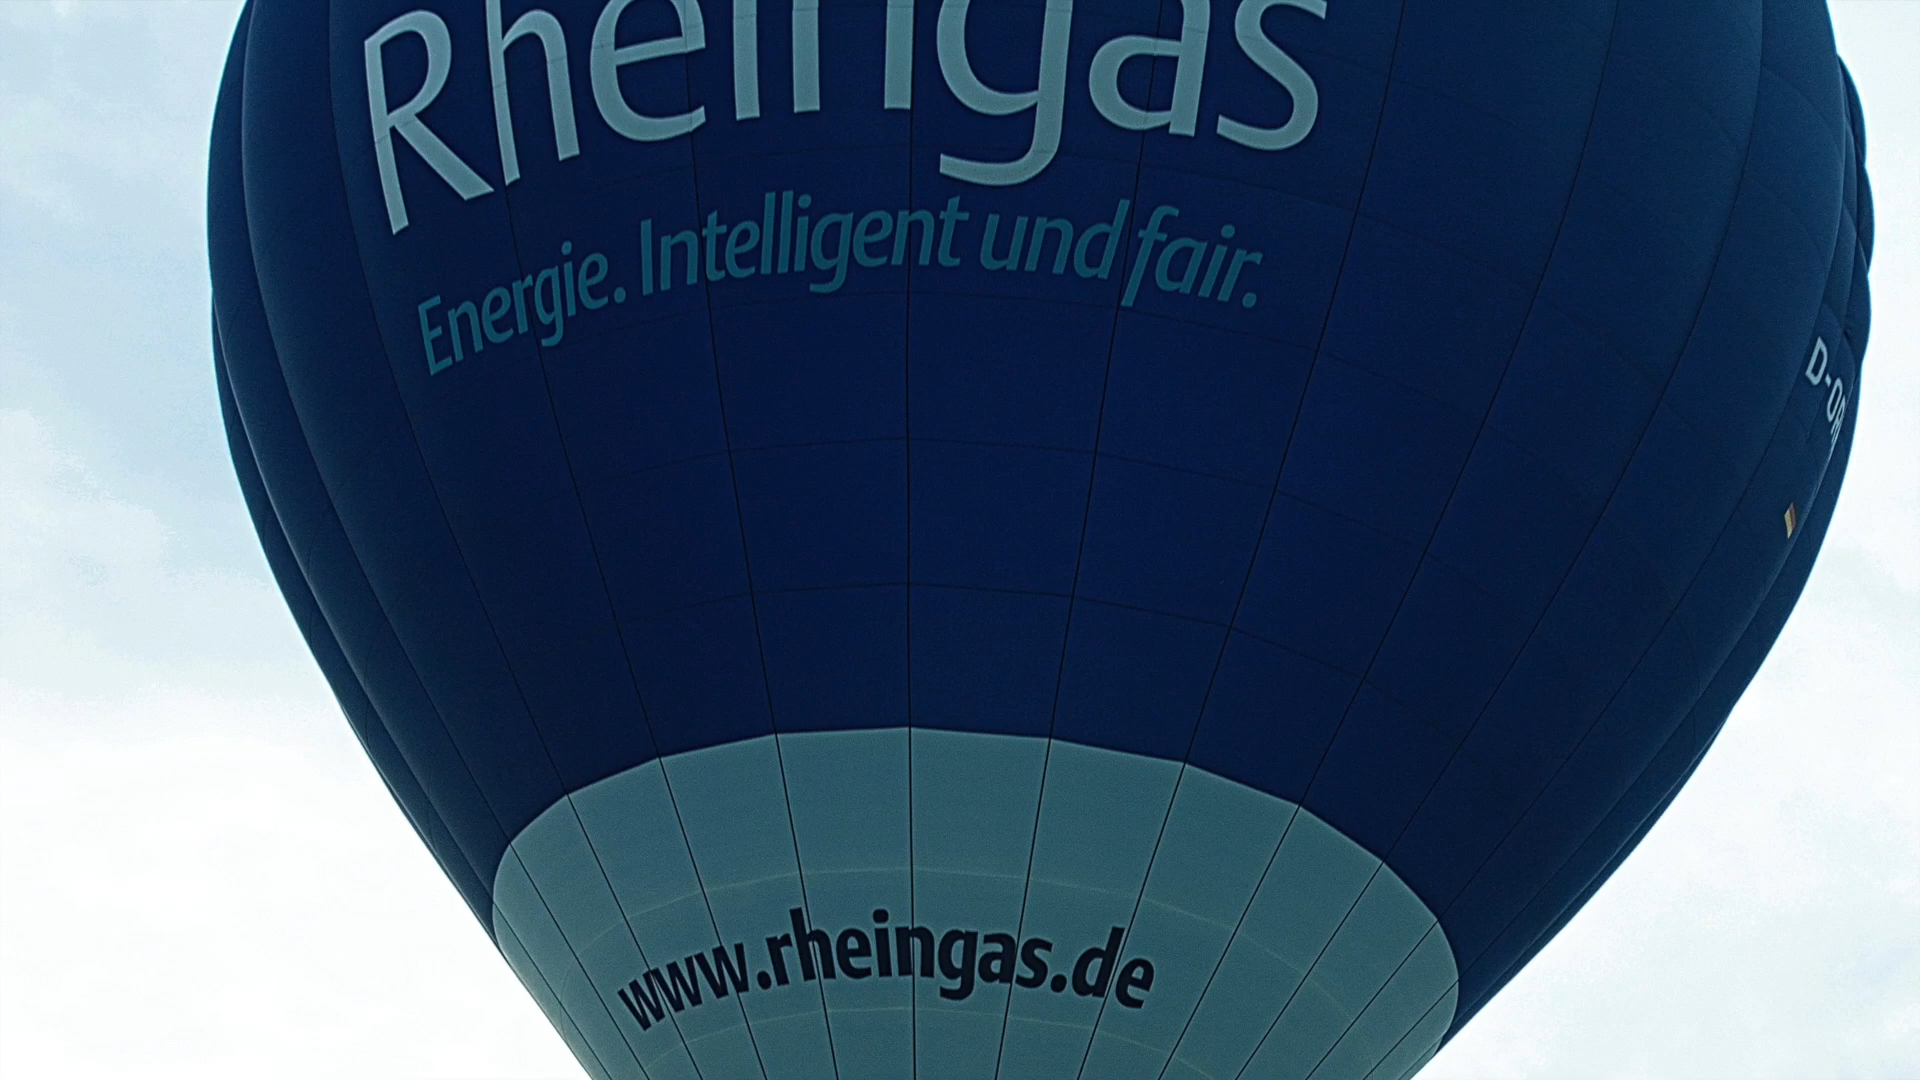 Rheingas
Energie. Intelligent und fair.
D-O
www.rheingas.de